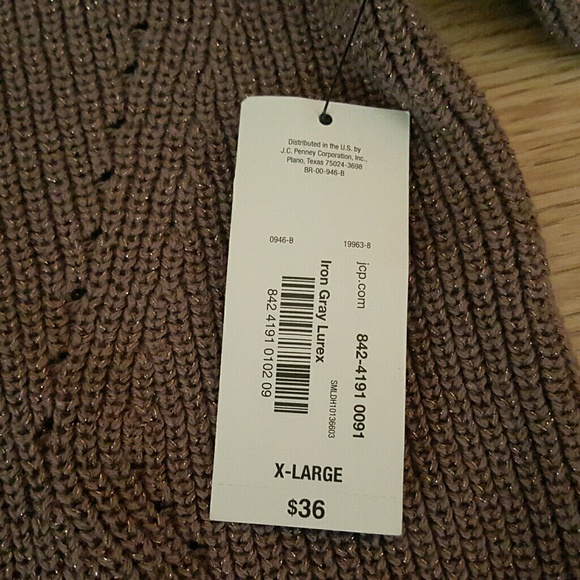 Distributed in the U.S. by
J.C. Penney Corporation, Inc.,
Plano, Texas 75024-3698
BR-00-946-B
0946-B 19963-8
jcp.com 842-4191 0091
SMLDH10136603
Iron Gray Lurex
842 4191 0102 09
X-LARGE
$36